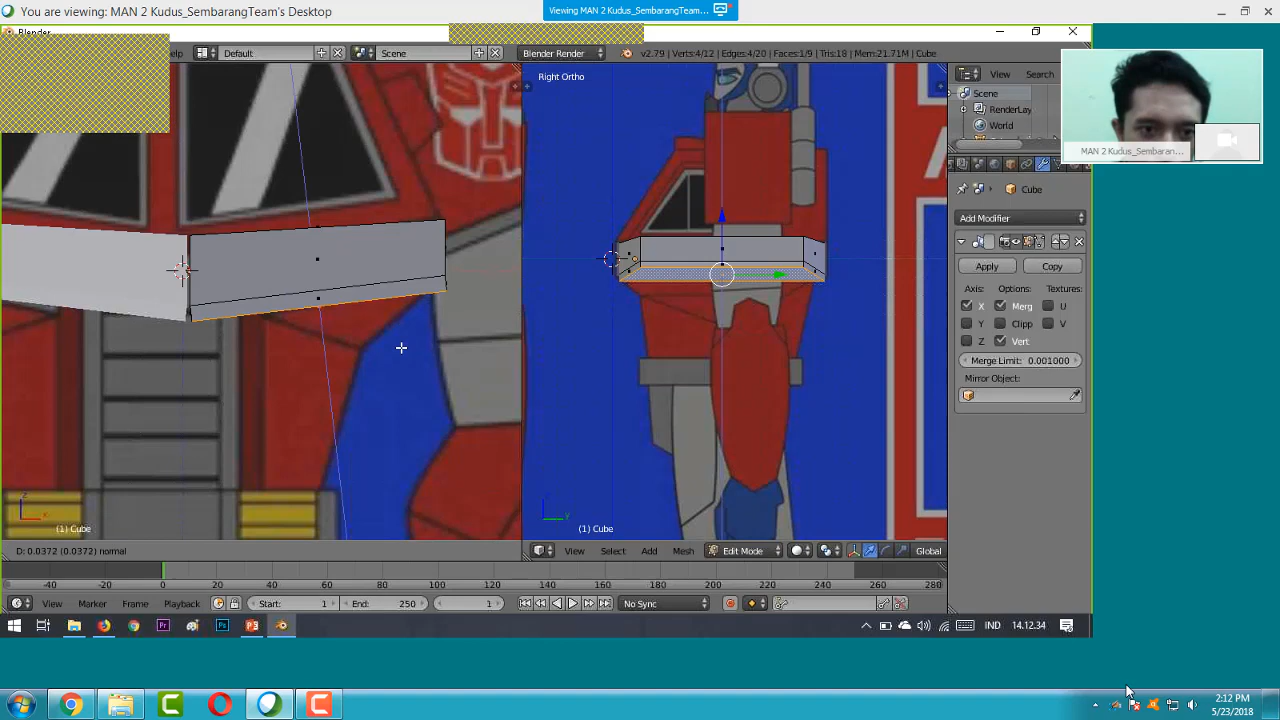 You are viewing: MAN 2 Kudus_SembarangTeam's Desktop
Viewing MAN 2 Kudus_SembarangTeam'...
Default
Scene
Blender Render
v2.79 | Verts:4/12 | Edges:4/20 | Faces:1/9 | Tris:18 | Mem:21.71M | Cube
View
Search
Right Ortho
Scene
RenderLay
World
MAN 2 Kudus_Sembaran...
Cube
Add Modifier
Apply
Copy
Axis:
Options:
Textures:
X
Merg
U
Y
Clipp
V
Z
Vert
Merge Limit: 0.001000
Mirror Object:
(1) Cube
(1) Cube
D: 0.0372 (0.0372) normal
View
Select
Add
Mesh
Edit Mode
Global
-40
-20
0
20
40
60
80
100
120
140
160
180
200
220
240
260
280
View
Marker
Frame
Playback
Start:
1
End:
250
1
No Sync
IND
14.12.34
2:12 PM
5/23/2018